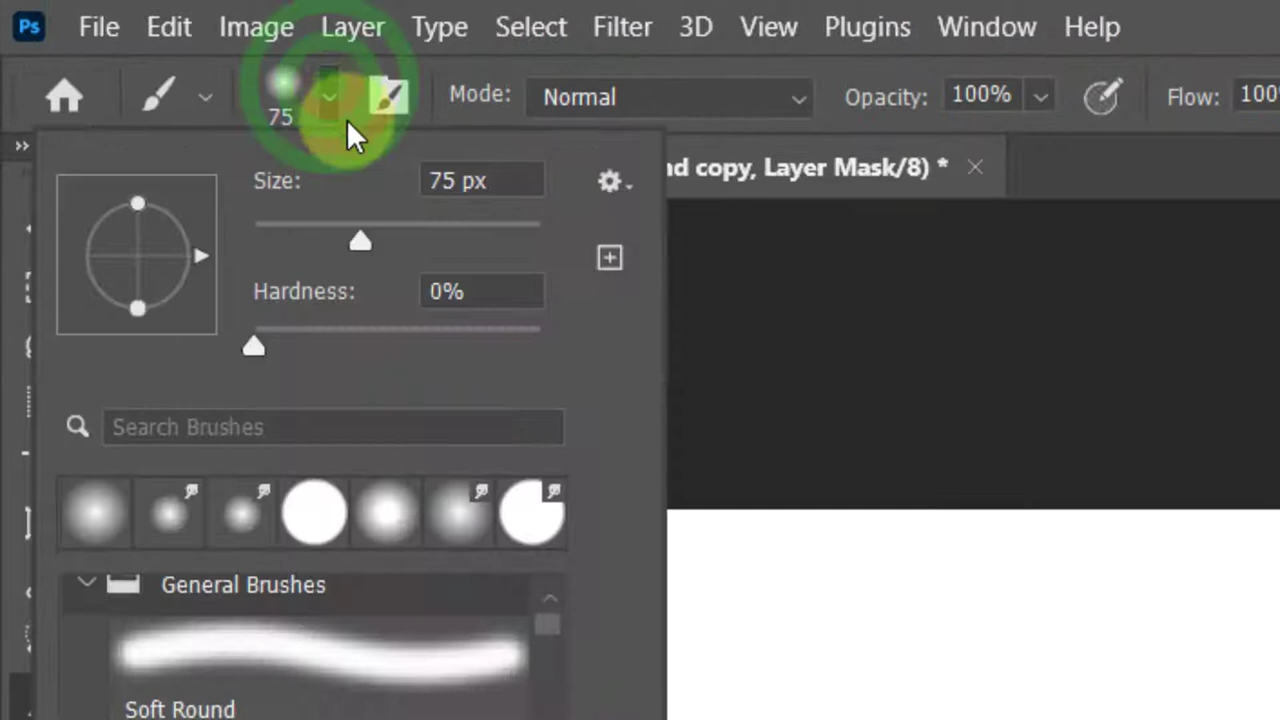 Ps File Edit Image Layer Type Select Filter 3D View Plugins Window Help
75 Mode: Normal Opacity: 100% Flow: 100
nd copy, Layer Mask/8) *
Size: 75 px
Hardness: 0%
Search Brushes
General Brushes
Soft Round